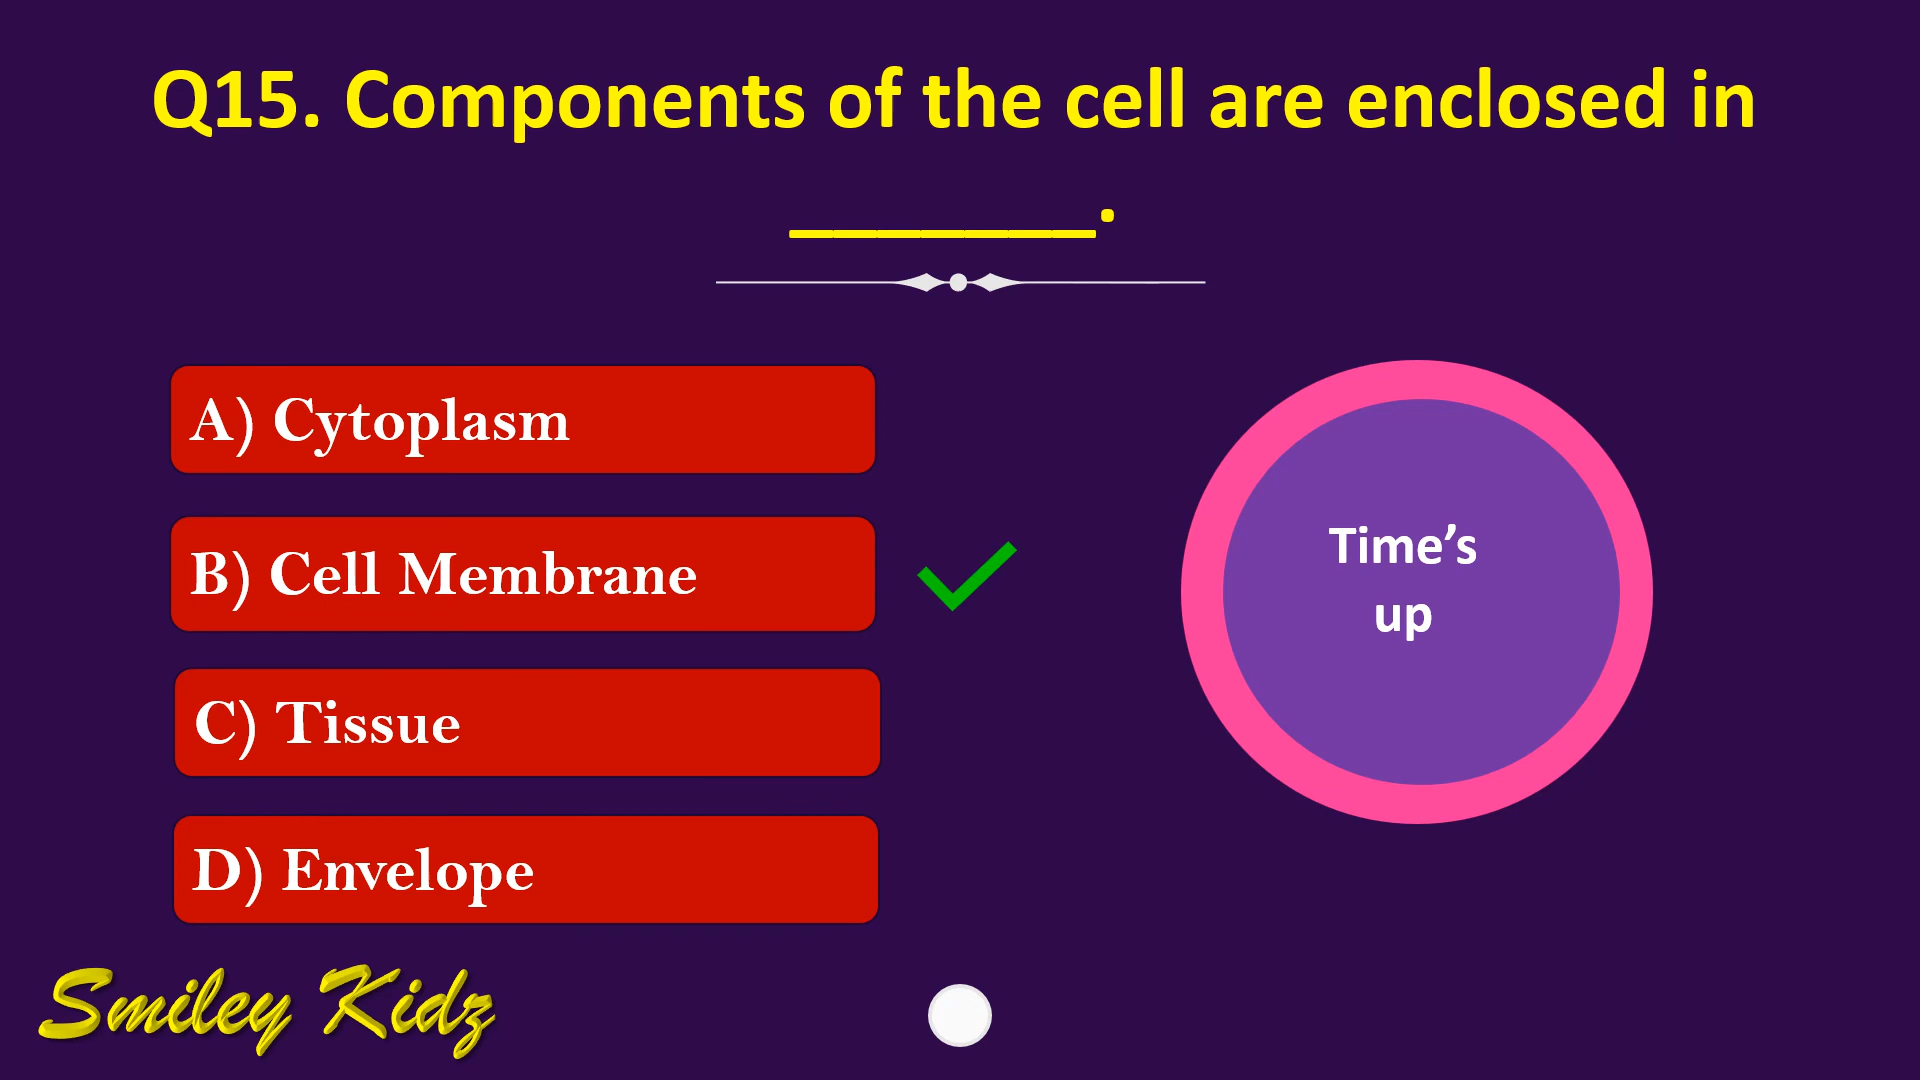 Q15. Components of the cell are enclosed in
_______.
A) Cytoplasm
B) Cell Membrane
C) Tissue
D) Envelope
Time’s
up
Smiley Kidz